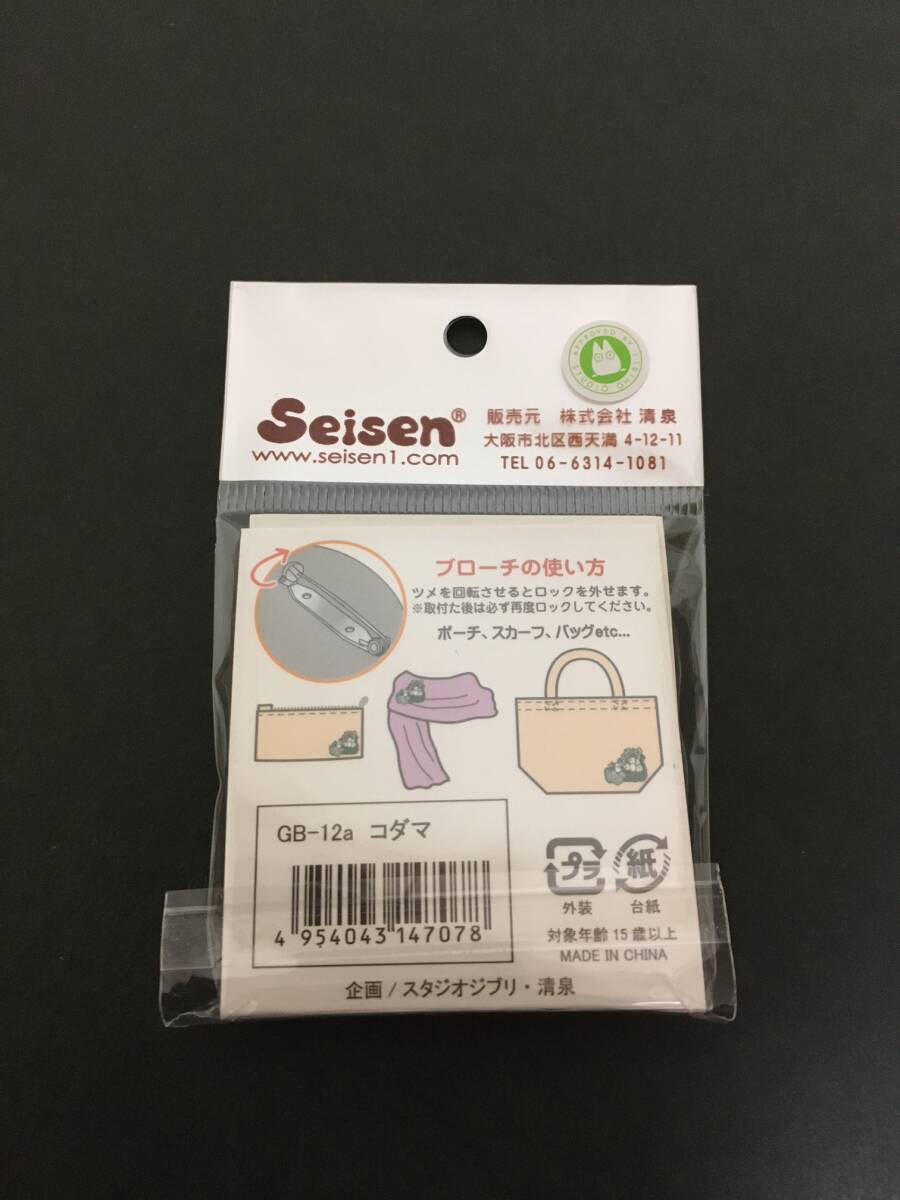 APPROVED BY STUDIO GHIBLI
Seisen®
www.seisen1.com
販売元 株式会社 清泉
大阪市北区西天満 4-12-11
TEL 06-6314-1081
ブローチの使い方
ツメを回転させるとロックを外せます。
※取付た後は必ず再度ロックしてください。
ポーチ、スカーフ、バッグetc...
GB-12a コダマ
4 954043 147078
プラ
外装
紙
台紙
対象年齢 15 歳以上
MADE IN CHINA
企画 / スタジオジブリ・清泉